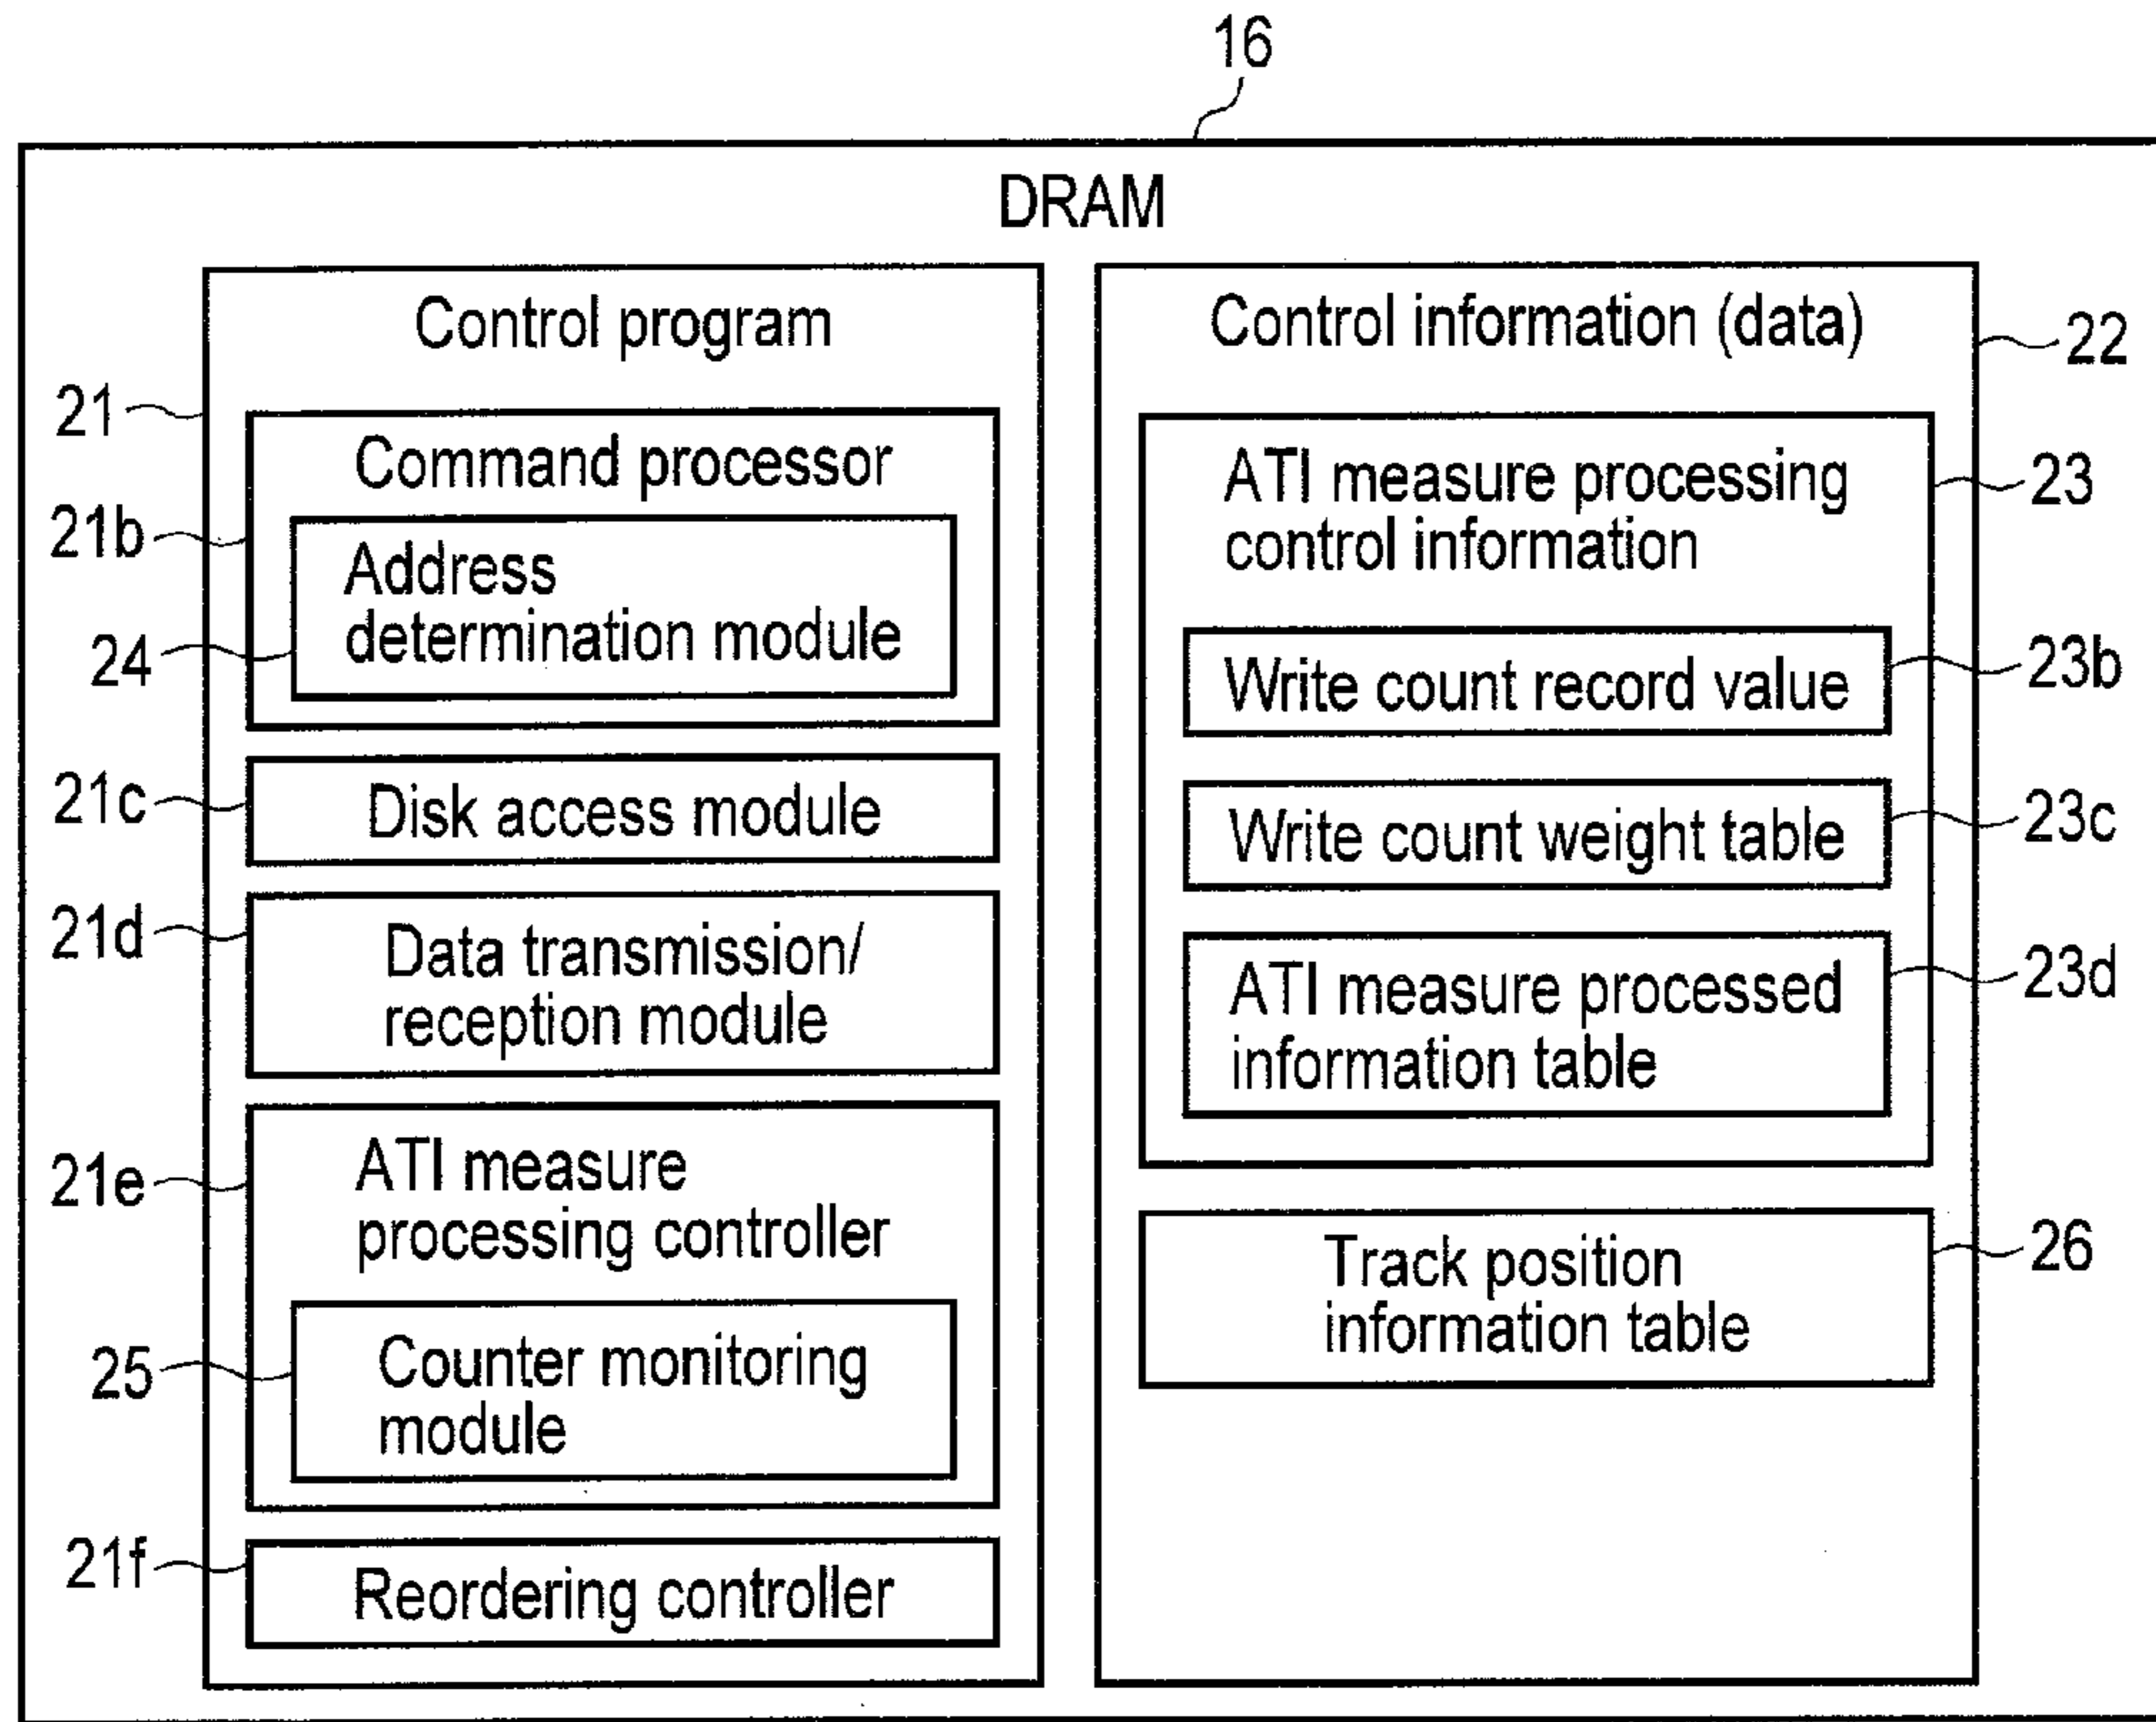 16
DRAM
Control program
21
Command processor
21b
Address
determination module
24
Disk access module
21c
Data transmission/
reception module
21d
ATI measure
processing controller
21e
Counter monitoring
module
25
Reordering controller
21f
Control information (data)
22
ATI measure processing
control information
23
Write count record value
23b
Write count weight table
23c
ATI measure processed
information table
23d
Track position
information table
26